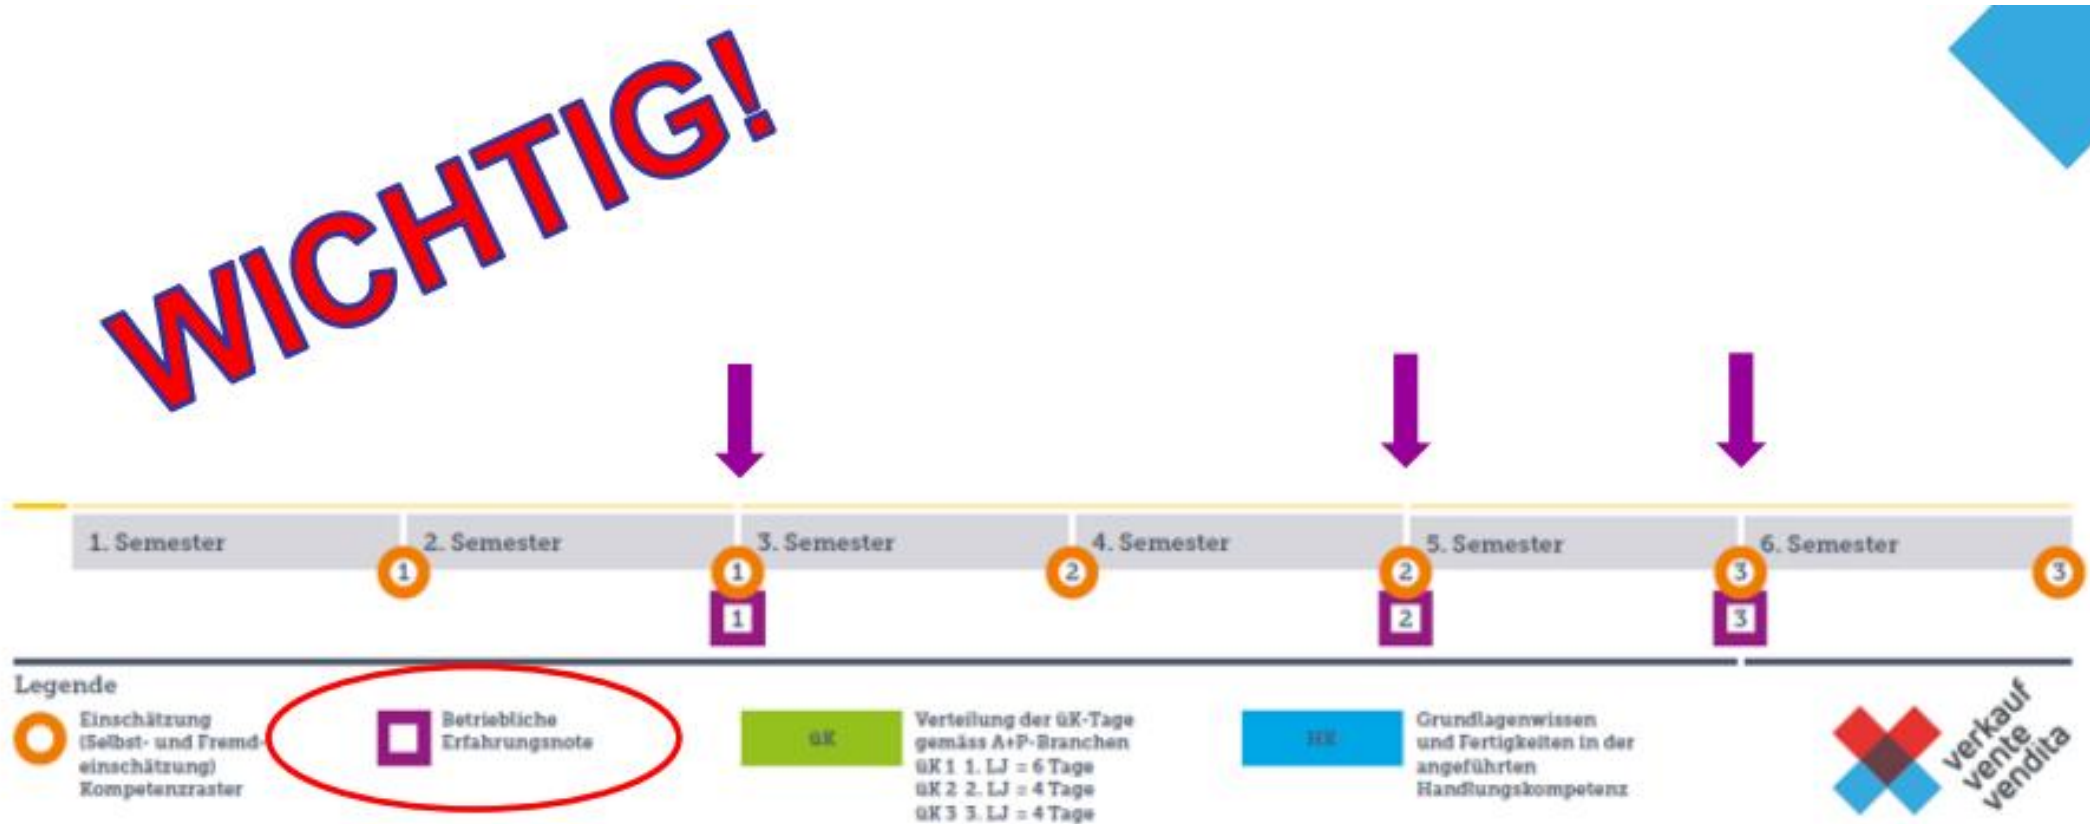 WICHTIG!
1. Semester
2. Semester
3. Semester
4. Semester
5. Semester
6. Semester
1
1
2
2
3
3
1
2
3
Legende
Einschätzung
(Selbst- und Fremd-
einschätzung)
Kompetenzraster
Betriebliche
Erfahrungsnote
üK
Verteilung der üK-Tage
gemäss A+P-Branchen
üK 1 1. LJ = 6 Tage
üK 2 2. LJ = 4 Tage
üK 3 3. LJ = 4 Tage
HK
Grundlagenwissen
und Fertigkeiten in der
angeführten
Handlungskompetenz
verkauf
vente
vendita